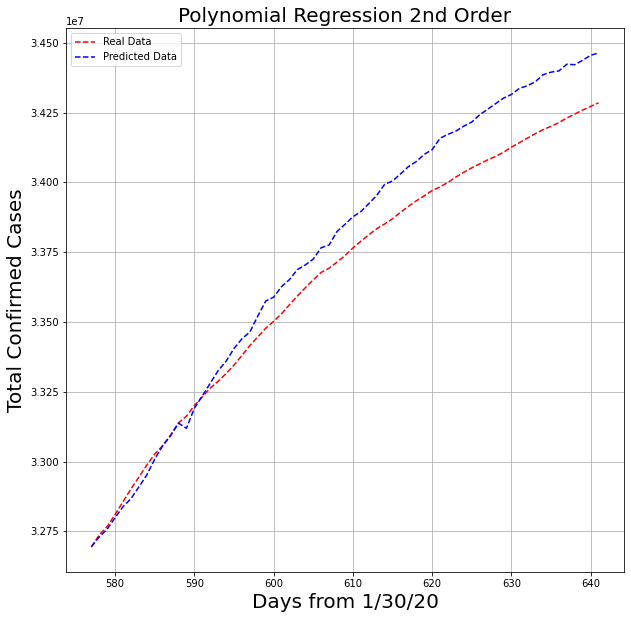 Polynomial Regression 2nd Order
1e7
Real Data
Predicted Data
3.450
3.425
3.400
3.375
3.350
3.325
3.300
3.275
Total Confirmed Cases
580 590 600 610 620 630 640
Days from 1/30/20